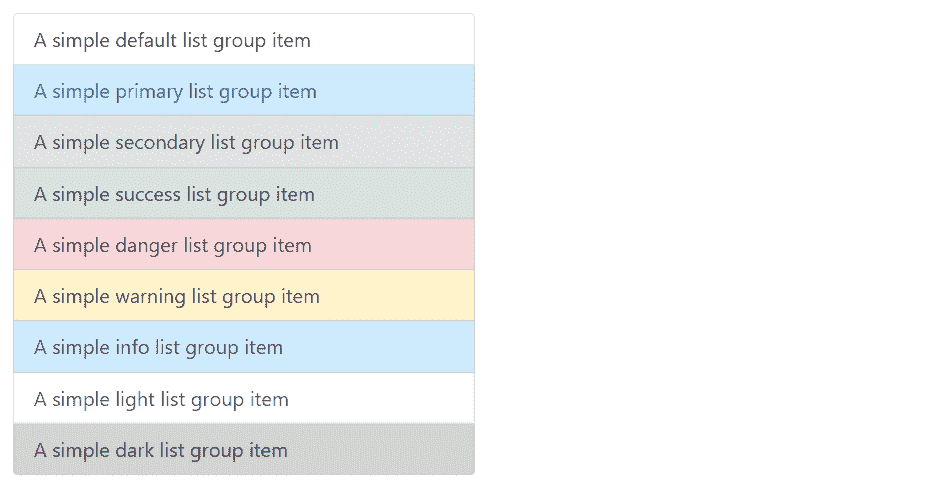 A simple default list group item
A simple primary list group item
A simple secondary list group item
A simple success list group item
A simple danger list group item
A simple warning list group item
A simple info list group item
A simple light list group item
A simple dark list group item